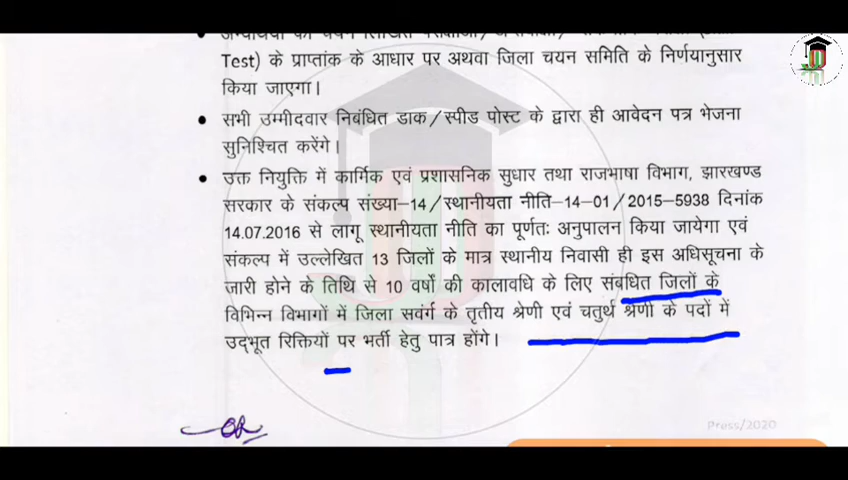 Test) के प्राप्तांक के आधार पर अथवा जिला चयन समिति के निर्णयानुसार
किया जाएगा।
• सभी उम्मीदवार निबंधित डाक/स्पीड पोस्ट के द्वारा ही आवेदन पत्र भेजना
सुनिश्चित करेंगे।
• उक्त नियुक्ति में कार्मिक एवं प्रशासनिक सुधार तथा राजभाषा विभाग, झारखण्ड
सरकार के संकल्प संख्या-14/स्थानीयता नीति-14-01/2015-5938 दिनांक
14.07.2016 से लागू स्थानीयता नीति का पूर्णतः अनुपालन किया जायेगा एवं
संकल्प में उल्लेखित 13 जिलों के मात्र स्थानीय निवासी ही इस अधिसूचना के
जारी होने के तिथि से 10 वर्षों की कालावधि के लिए संबधित जिलों के
विभिन्न विभागों में जिला सवंर्ग के तृतीय श्रेणी एवं चतुर्थ श्रेणी के पदों में
उद्भूत रिक्तियों पर भर्ती हेतु पात्र होंगे।
Press/2020